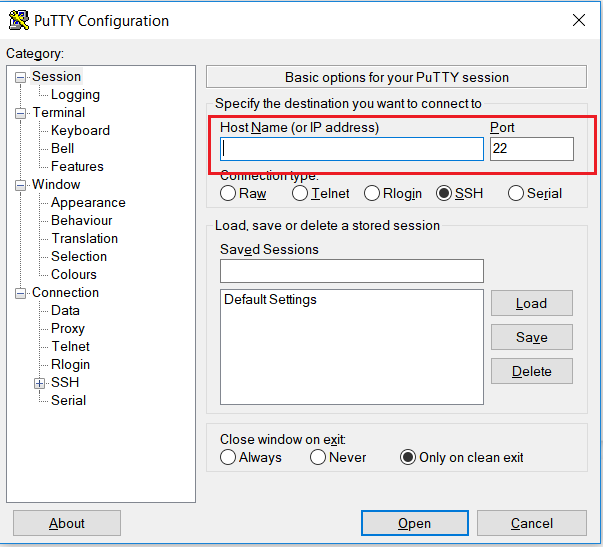 PuTTY Configuration
Category:
Session
Logging
Terminal
Keyboard
Bell
Features
Window
Appearance
Behaviour
Translation
Selection
Colours
Connection
Data
Proxy
Telnet
Rlogin
SSH
Serial
Basic options for your PuTTY session
Specify the destination you want to connect to
Host Name (or IP address) Port
22
Connection type:
Raw Telnet Rlogin SSH Serial
Load, save or delete a stored session
Saved Sessions
Default Settings
Load
Save
Delete
Close window on exit:
Always Never Only on clean exit
About Open Cancel